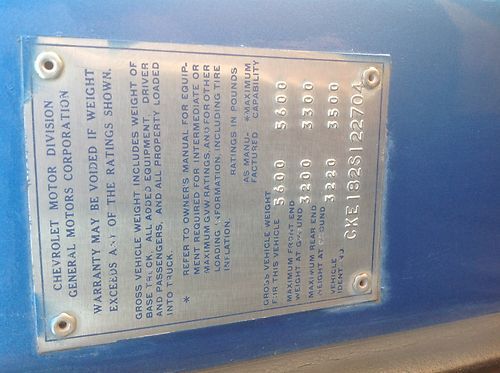 CHEVROLET MOTOR DIVISION
GENERAL MOTORS CORPORATION
WARRANTY MAY BE VOIDED IF WEIGHT
EXCEEDS ANY OF THE RATINGS SHOWN.
GROSS VEHICLE WEIGHT INCLUDES WEIGHT OF
BASE TRUCK, ALL ADDED EQUIPMENT, DRIVER
AND PASSENGERS, AND ALL PROPERTY LOADED
INTO TRUCK.
* REFER TO OWNER'S MANUAL FOR EQUIP-
MENT REQUIRED FOR INTERMEDIATE OR
MAXIMUM GVW RATINGS, AND FOR OTHER
LOADING INFORMATION, INCLUDING TIRE
INFLATION.
RATINGS IN POUNDS
AS MANU- *MAXIMUM
FACTURED CAPABILITY
GROSS VEHICLE WEIGHT
FOR THIS VEHICLE
MAXIMUM FRONT END
WEIGHT AT GROUND 3200 3300
MAXIMUM REAR END
WEIGHT AT GROUND 3220 3500
VEHICLE
IDENT. NO CKE182S122704